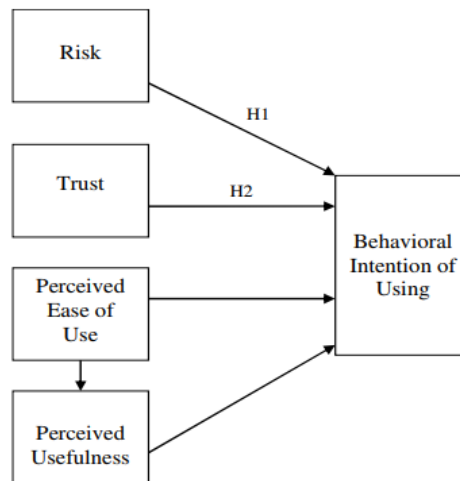 Risk
H1
Trust
H2
Behavioral
Intention of
Using
Perceived
Ease of
Use
Perceived
Usefulness